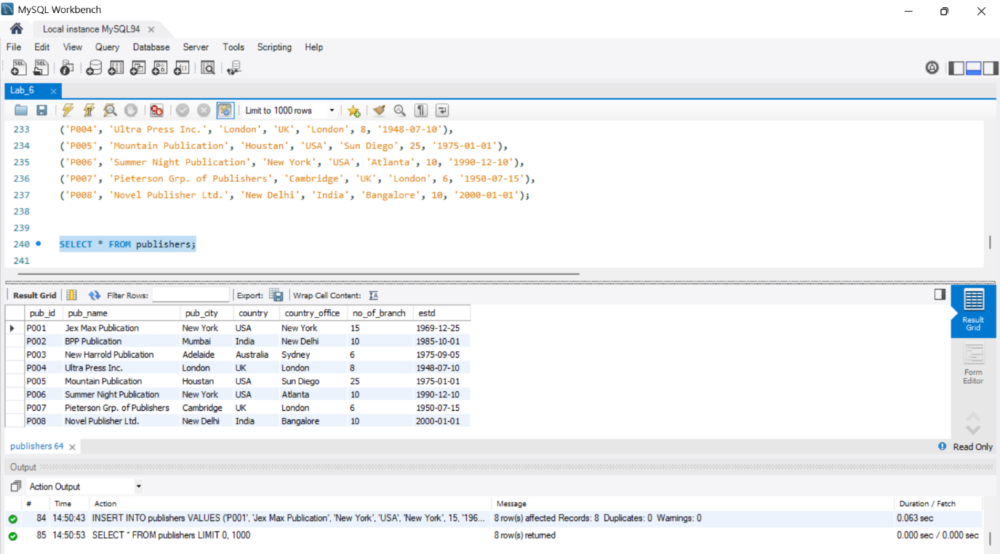 MySQL Workbench
Local instance MySQL94
File Edit View Query Database Server Tools Scripting Help
Lab_6
Limit to 1000 rows
233 ('P004', 'Ultra Press Inc.', 'London', 'UK', 'London', 8, '1948-07-10'),
234 ('P005', 'Mountain Publication', 'Houstan', 'USA', 'Sun Diego', 25, '1975-01-01'),
235 ('P006', 'Summer Night Publication', 'New York', 'USA', 'Atlanta', 10, '1990-12-10'),
236 ('P007', 'Pieterson Grp. of Publishers', 'Cambridge', 'UK', 'London', 6, '1950-07-15'),
237 ('P008', 'Novel Publisher Ltd.', 'New Delhi', 'India', 'Bangalore', 10, '2000-01-01');
238
239
240 SELECT * FROM publishers;
241
Result Grid Filter Rows: Export: Wrap Cell Content:
pub_id pub_name pub_city country country_office no_of_branch estd
P001 Jex Max Publication New York USA New York 15 1969-12-25
P002 BPP Publication Mumbai India New Delhi 10 1985-10-01
P003 New Harrold Publication Adelaide Australia Sydney 6 1975-09-05
P004 Ultra Press Inc. London UK London 8 1948-07-10
P005 Mountain Publication Houstan USA Sun Diego 25 1975-01-01
P006 Summer Night Publication New York USA Atlanta 10 1990-12-10
P007 Pieterson Grp. of Publishers Cambridge UK London 6 1950-07-15
P008 Novel Publisher Ltd. New Delhi India Bangalore 10 2000-01-01
Result
Grid
Form
Editor
publishers 64 Read Only
Output
Action Output
# Time Action Message Duration / Fetch
84 14:50:43 INSERT INTO publishers VALUES ('P001', 'Jex Max Publication', 'New York', 'USA', 'New York', 15, '196... 8 row(s) affected Records: 8 Duplicates: 0 Warnings: 0 0.063 sec
85 14:50:53 SELECT * FROM publishers LIMIT 0, 1000 8 row(s) returned 0.000 sec / 0.000 sec